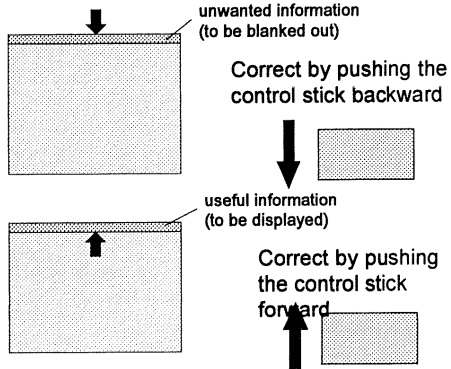 unwanted information
(to be blanked out)
Correct by pushing the
control stick backward
useful information
(to be displayed)
Correct by pushing
the control stick
forward